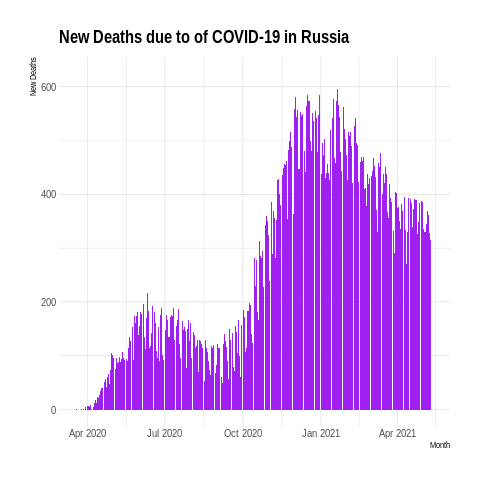 New Deaths due to of COVID-19 in Russia
New Deaths
600
400
200
0
Apr 2020 Jul 2020 Oct 2020 Jan 2021 Apr 2021
Month